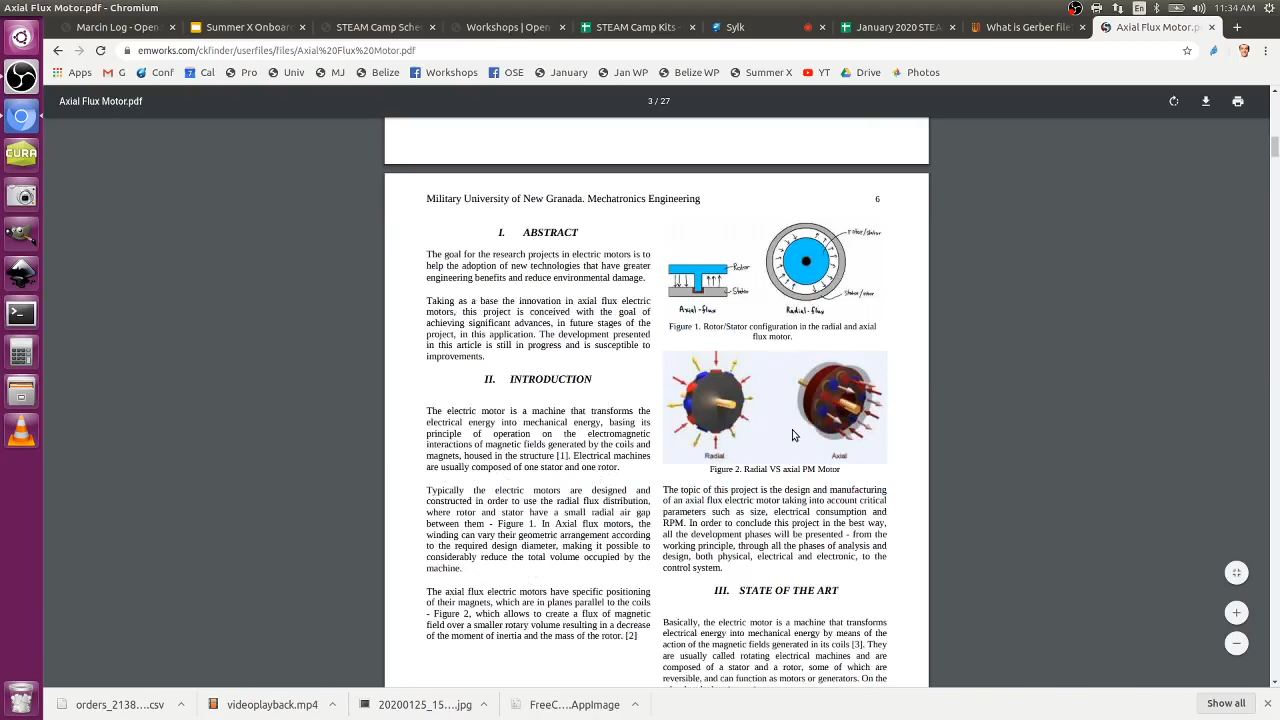 Axial Flux Motor.pdf - Chromium
En
11:34 AM
Marcin Log - Open
Summer X Onboar
STEAM Camp Sche
Workshops | Open
STEAM Camp Kits -
Sylk
January 2020 STEA
What is Gerber file
Axial Flux Motor.p
emworks.com/ckfinder/userfiles/files/Axial%20Flux%20Motor.pdf
Apps
G
Conf
Cal
Pro
Univ
MJ
Belize
Workshops
OSE
January
Jan WP
Belize WP
Summer X
YT
Drive
Photos
Axial Flux Motor.pdf
3 / 27
Military University of New Granada. Mechatronics Engineering
6
I. ABSTRACT
The goal for the research projects in electric motors is to
help the adoption of new technologies that have greater
engineering benefits and reduce environmental damage.
Taking as a base the innovation in axial flux electric
motors, this project is conceived with the goal of
achieving significant advances, in future stages of the
project, in this application. The development presented
in this article is still in progress and is susceptible to
improvements.
II. INTRODUCTION
The electric motor is a machine that transforms the
electrical energy into mechanical energy, basing its
principle of operation on the electromagnetic
interactions of magnetic fields generated by the coils and
magnets, housed in the structure [1]. Electrical machines
are usually composed of one stator and one rotor.
Typically the electric motors are designed and
constructed in order to use the radial flux distribution,
where rotor and stator have a small radial air gap
between them - Figure 1. In Axial flux motors, the
winding can vary their geometric arrangement according
to the required design diameter, making it possible to
considerably reduce the total volume occupied by the
machine.
The axial flux electric motors have specific positioning
of their magnets, which are in planes parallel to the coils
- Figure 2, which allows to create a flux of magnetic
field over a smaller rotary volume resulting in a decrease
of the moment of inertia and the mass of the rotor. [2]
rotor/stator
Rotor
Stator
stator/rotor
Axial-flux
Radial-flux
Figure 1. Rotor/Stator configuration in the radial and axial
flux motor.
Radial
Axial
Figure 2. Radial VS axial PM Motor
The topic of this project is the design and manufacturing
of an axial flux electric motor taking into account critical
parameters such as size, electrical consumption and
RPM. In order to conclude this project in the best way,
all the development phases will be presented - from the
working principle, through all the phases of analysis and
design, both physical, electrical and electronic, to the
control system.
III. STATE OF THE ART
Basically, the electric motor is a machine that transforms
electrical energy into mechanical energy by means of the
action of the magnetic fields generated in its coils [3]. They
are usually called rotating electrical machines and are
composed of a stator and a rotor, some of which are
reversible, and can function as motors or generators. On the
CURA
orders_2138....csv
videoplayback.mp4
20200125_15....jpg
FreeC....AppImage
Show all